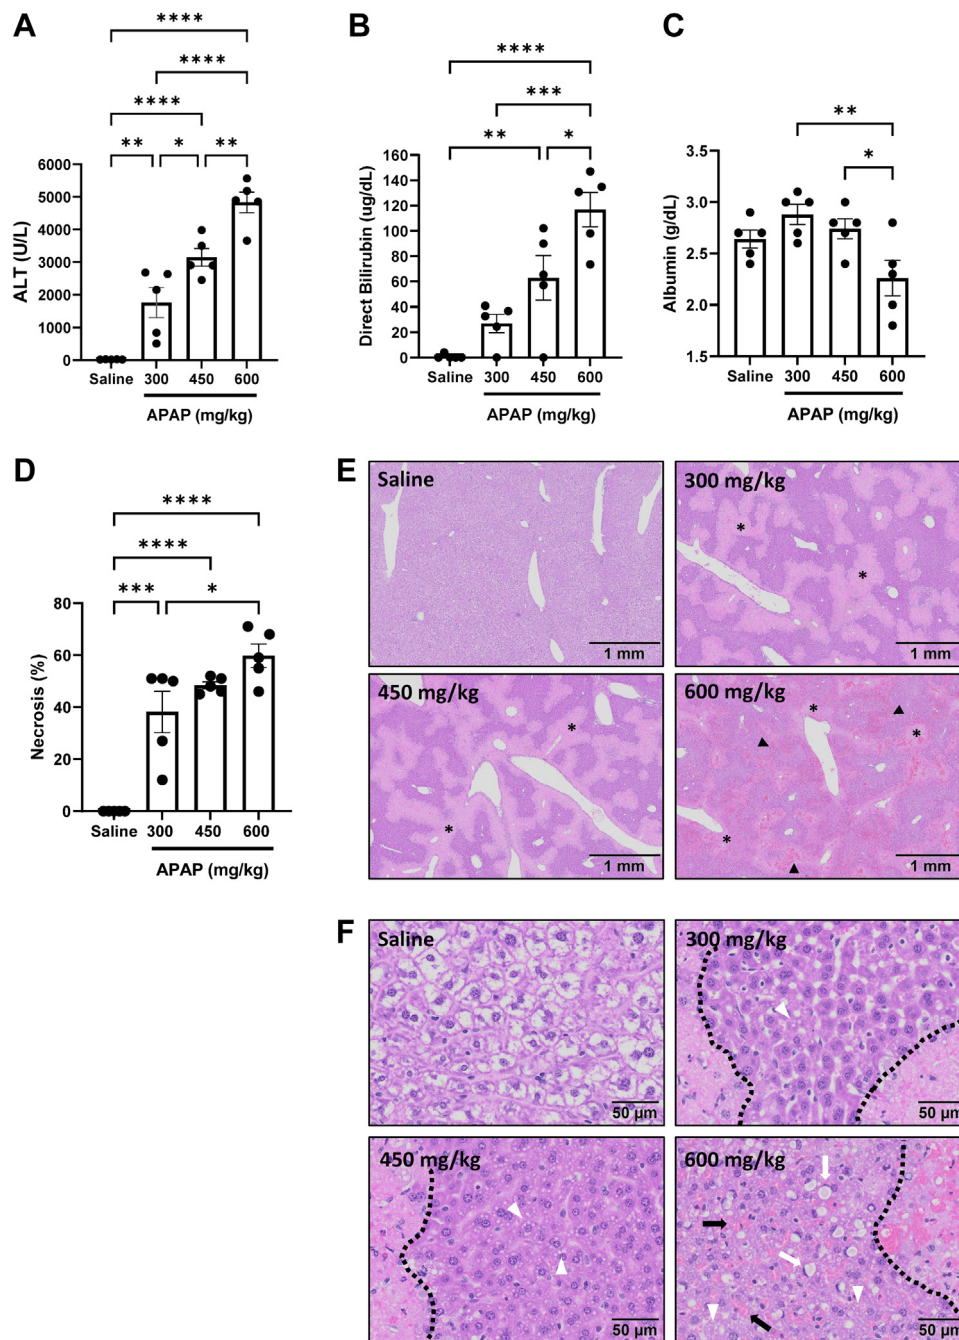 A
****
****
****
** * **
6000
5000
4000
3000
2000
1000
0
ALT (U/L)
Saline 300 450 600
APAP (mg/kg)
B
****
***
** *
160
140
120
100
80
60
40
20
0
Direct Bilirubin (ug/dL)
Saline 300 450 600
APAP (mg/kg)
C
**
*
3.5
3.0
2.5
2.0
1.5
Albumin (g/dL)
Saline 300 450 600
APAP (mg/kg)
D
****
****
*** *
80
60
40
20
0
Necrosis (%)
Saline 300 450 600
APAP (mg/kg)
E
Saline
1 mm
300 mg/kg
*
*
1 mm
450 mg/kg
*
*
1 mm
600 mg/kg
*
*
*
1 mm
F
Saline
50 µm
300 mg/kg
50 µm
450 mg/kg
50 µm
600 mg/kg
50 µm